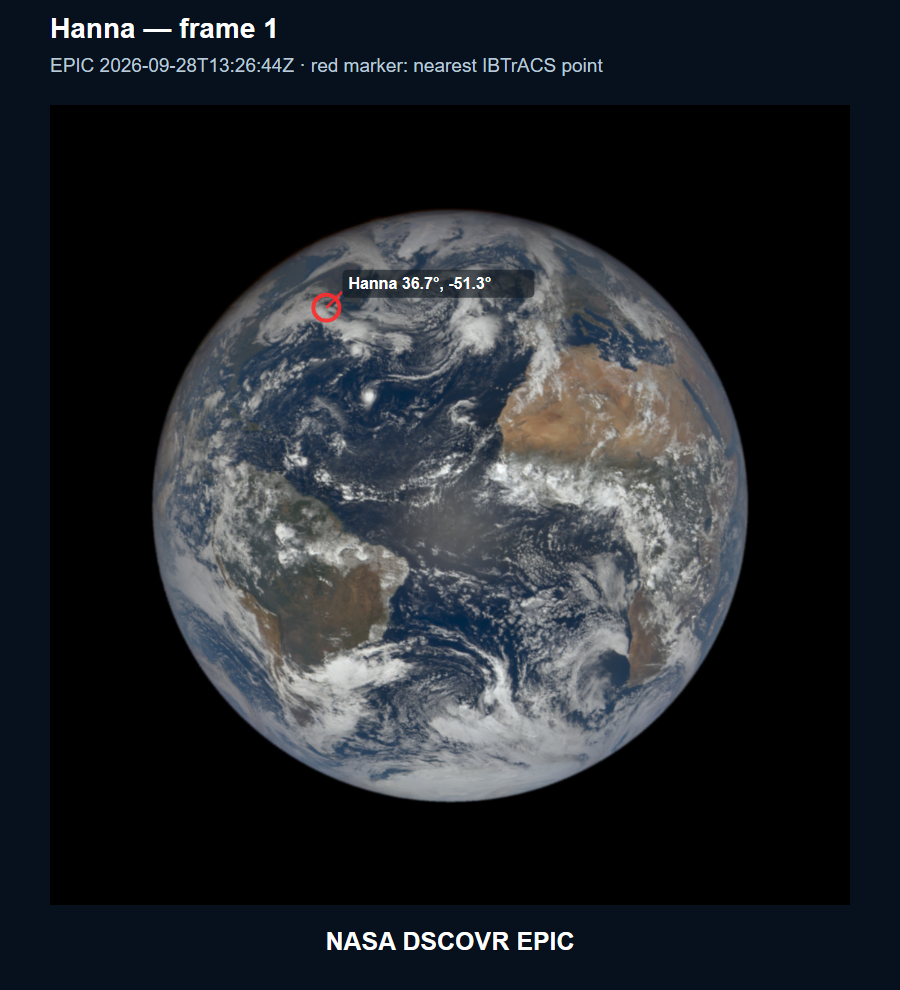 Hanna — frame 1
EPIC 2026-09-28T13:26:44Z · red marker: nearest IBTrACS point
Hanna 36.7°, -51.3°
NASA DSCOVR EPIC